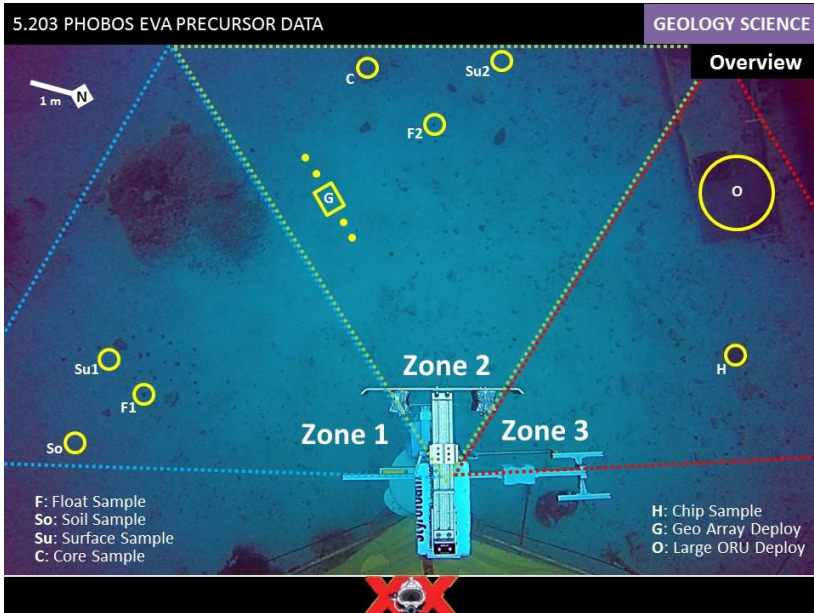 5.203 PHOBOS EVA PRECURSOR DATA
GEOLOGY SCIENCE
Overview
N
1 m
C
Su2
F2
G
O
Su1
F1
So
H
Zone 2
Zone 1
Zone 3
styrofoam
F: Float Sample
So: Soil Sample
Su: Surface Sample
C: Core Sample
H: Chip Sample
G: Geo Array Deploy
O: Large ORU Deploy
XX